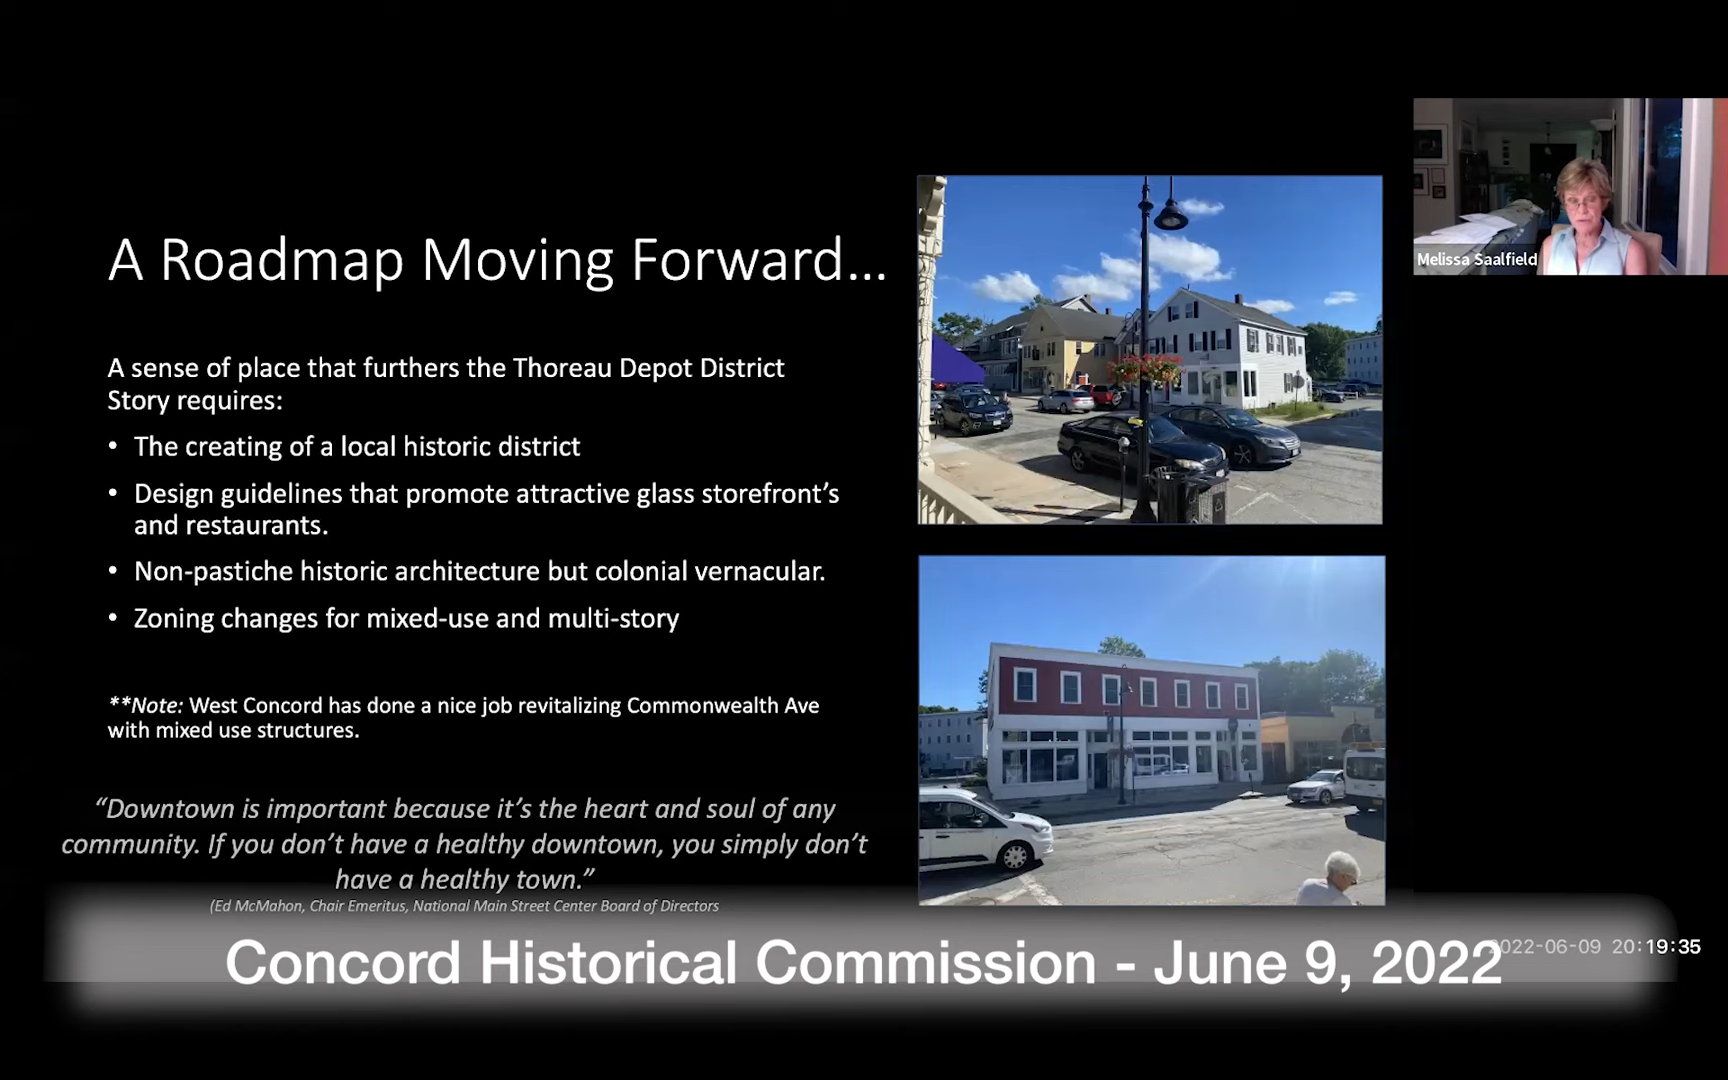 A Roadmap Moving Forward...
A sense of place that furthers the Thoreau Depot District
Story requires:
• The creating of a local historic district
• Design guidelines that promote attractive glass storefront’s
and restaurants.
• Non-pastiche historic architecture but colonial vernacular.
• Zoning changes for mixed-use and multi-story
**Note: West Concord has done a nice job revitalizing Commonwealth Ave
with mixed use structures.
“Downtown is important because it’s the heart and soul of any
community. If you don’t have a healthy downtown, you simply don’t
have a healthy town.”
(Ed McMahon, Chair Emeritus, National Main Street Center Board of Directors
Melissa Saalfield
Concord Historical Commission - June 9, 2022
2022-06-09 20:19:35